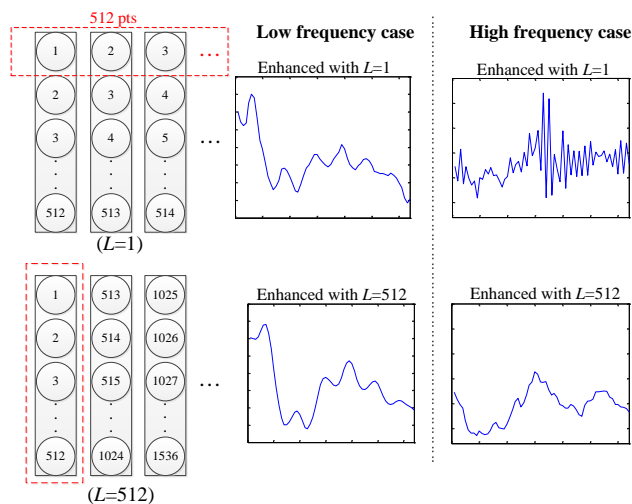 512 pts
Low frequency case
High frequency case
1 2 3 ...
2 3 4
3 4 5 ...
512 513 514
(L=1)
Enhanced with L=1
Enhanced with L=1
1 513 1025
2 514 1026
3 515 1027 ...
512 1024 1536
(L=512)
Enhanced with L=512
Enhanced with L=512